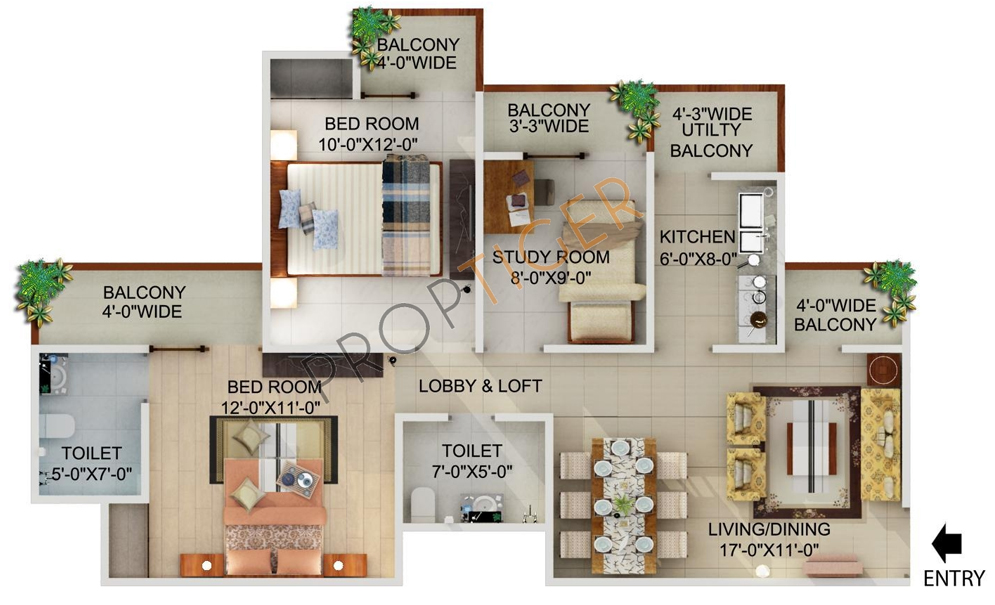 BALCONY
4'-0"WIDE
BED ROOM
10'-0"X12'-0"
BALCONY
3'-3"WIDE
4'-3"WIDE
UTILTY
BALCONY
STUDY ROOM
8'-0"X9'-0"
KITCHEN
6'-0"X8'-0"
BALCONY
4'-0"WIDE
4'-0"WIDE
BALCONY
PROPTIGER
BED ROOM
12'-0"X11'-0"
LOBBY & LOFT
TOILET
5'-0"X7'-0"
TOILET
7'-0"X5'-0"
LIVING/DINING
17'-0"X11'-0"
ENTRY